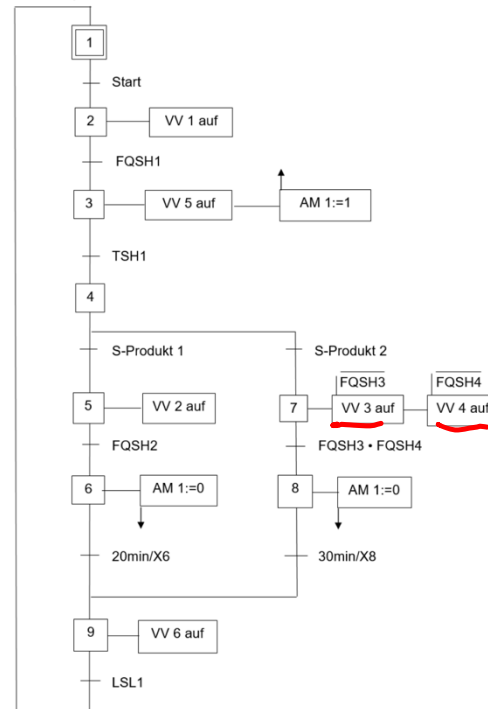 1
Start
2 VV 1 auf
FQSH1
3 VV 5 auf AM 1:=1
TSH1
4
S-Produkt 1 S-Produkt 2
FQSH3 FQSH4
5 VV 2 auf 7 VV 3 auf VV 4 auf
FQSH2 FQSH3 • FQSH4
6 AM 1:=0 8 AM 1:=0
20min/X6 30min/X8
9 VV 6 auf
LSL1